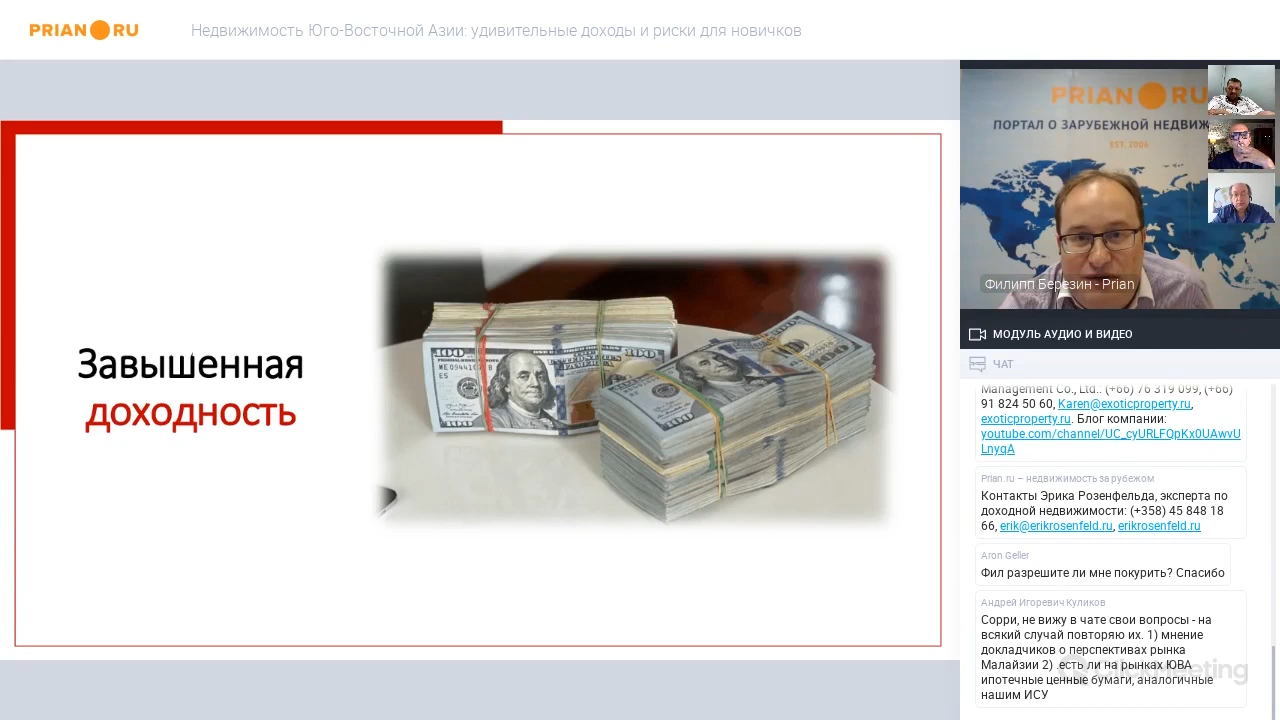 PRIAN RU
Недвижимость Юго-Восточной Азии: удивительные доходы и риски для новичков
PRIAN RU
ПОРТАЛ О ЗАРУБЕЖНОЙ НЕДВИЖ
EST. 2006
Филипп Березин - Prian
Завышенная
доходность
МОДУЛЬ АУДИО И ВИДЕО
ЧАТ
Management Co., Ltd.: (+66) 76 319 099, (+66)
91 824 50 60, Karen@exoticproperty.ru,
exoticproperty.ru. Блог компании:
youtube.com/channel/UC_cyURLFQpKx0UAwvU
LnyqA
Prian.ru – недвижимость за рубежом
Контакты Эрика Розенфельда, эксперта по
доходной недвижимости: (+358) 45 848 18
66, erik@erikrosenfeld.ru, erikrosenfeld.ru
Aron Geller
Фил разрешите ли мне покурить? Спасибо
Андрей Игоревич Куликов
Сорри, не вижу в чате свои вопросы - на
всякий случай повторяю их. 1) мнение
докладчиков о перспективах рынка
Малайзии 2) .есть ли на рынках ЮВА
ипотечные ценные бумаги, аналогичные
нашим ИСУ
ClickMeeting